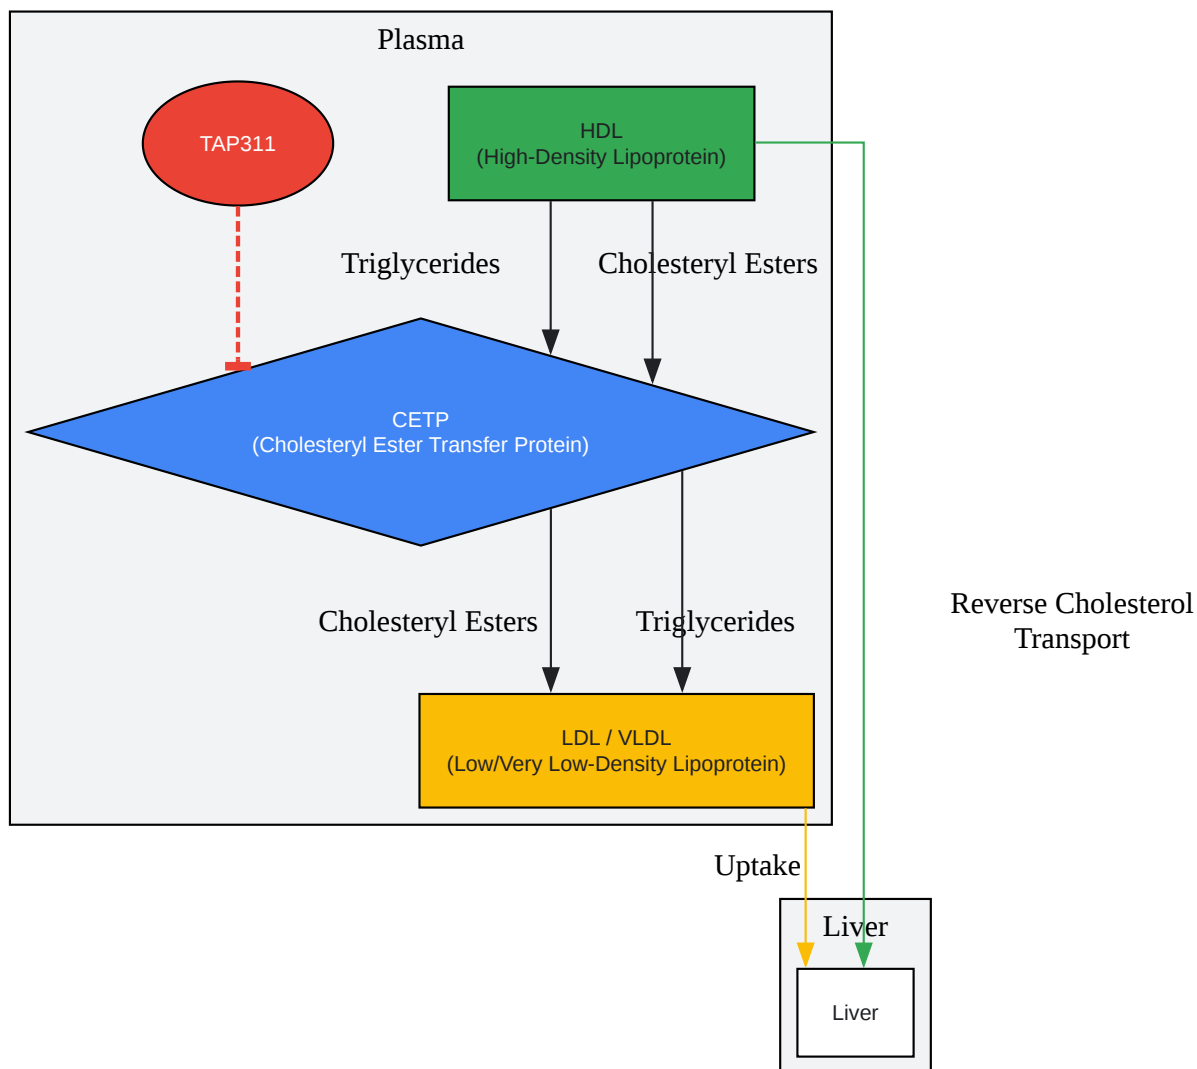 Plasma
TAP311
HDL
(High-Density Lipoprotein)
Triglycerides
Cholesteryl Esters
CETP
(Cholesteryl Ester Transfer Protein)
Cholesteryl Esters
Triglycerides
Reverse Cholesterol
Transport
LDL / VLDL
(Low/Very Low-Density Lipoprotein)
Uptake
Liver
Liver